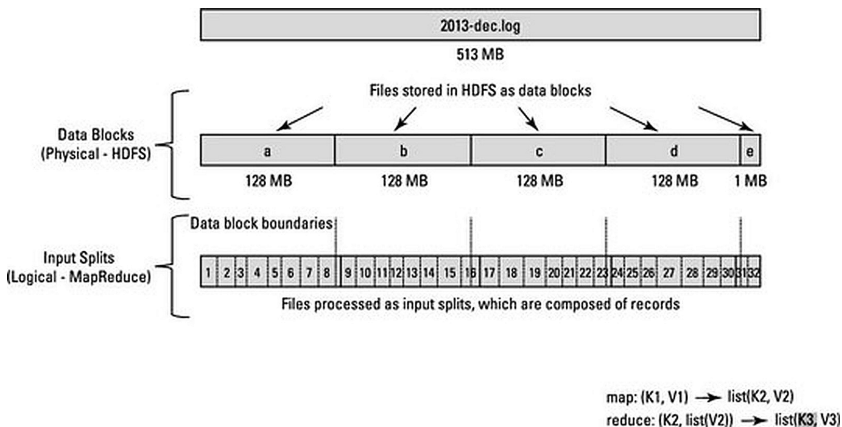 2013-dec.log
513 MB
Files stored in HDFS as data blocks
Data Blocks
(Physical - HDFS)
a b c d e
128 MB 128 MB 128 MB 128 MB 1 MB
Data block boundaries
Input Splits
(Logical - MapReduce)
1 2 3 4 5 6 7 8 9 10 11 12 13 14 15 16 17 18 19 20 21 22 23 24 25 26 27 28 29 30 31 32
Files processed as input splits, which are composed of records
map: (K1, V1) → list(K2, V2)
reduce: (K2, list(V2)) → list(K3, V3)